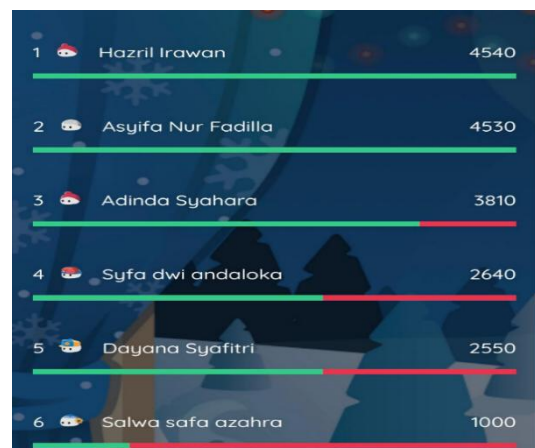 1 Hazril Irawan 4540
2 Asyifa Nur Fadilla 4530
3 Adinda Syahara 3810
4 Syfa dwi andaloka 2640
5 Dayana Syafitri 2550
6 Salwa safa azahra 1000